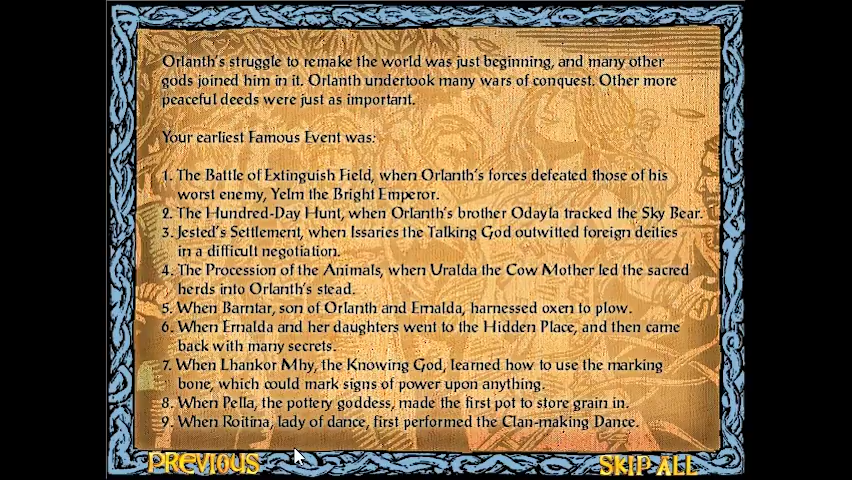 Orlanth's struggle to remake the world was just beginning, and many other
gods joined him in it. Orlanth undertook many wars of conquest. Other more
peaceful deeds were just as important.
Your earliest Famous Event was:
1. The Battle of Extinguish Field, when Orlanth's forces defeated those of his
worst enemy, Yelm the Bright Emperor.
2. The Hundred-Day Hunt, when Orlanth's brother Odayla tracked the Sky Bear.
3. Jested's Settlement, when Issaries the Talking God outwitted foreign deities
in a difficult negotiation.
4. The Procession of the Animals, when Uralda the Cow Mother led the sacred
herds into Orlanth's stead.
5. When Barntar, son of Orlanth and Ernalda, harnessed oxen to plow.
6. When Ernalda and her daughters went to the Hidden Place, and then came
back with many secrets.
7. When Lhankor Mhy, the Knowing God, learned how to use the marking
bone, which could mark signs of power upon anything.
8. When Pella, the pottery goddess, made the first pot to store grain in.
9. When Roitina, lady of dance, first performed the Clan-making Dance.
PREVIOUS
SKIP ALL